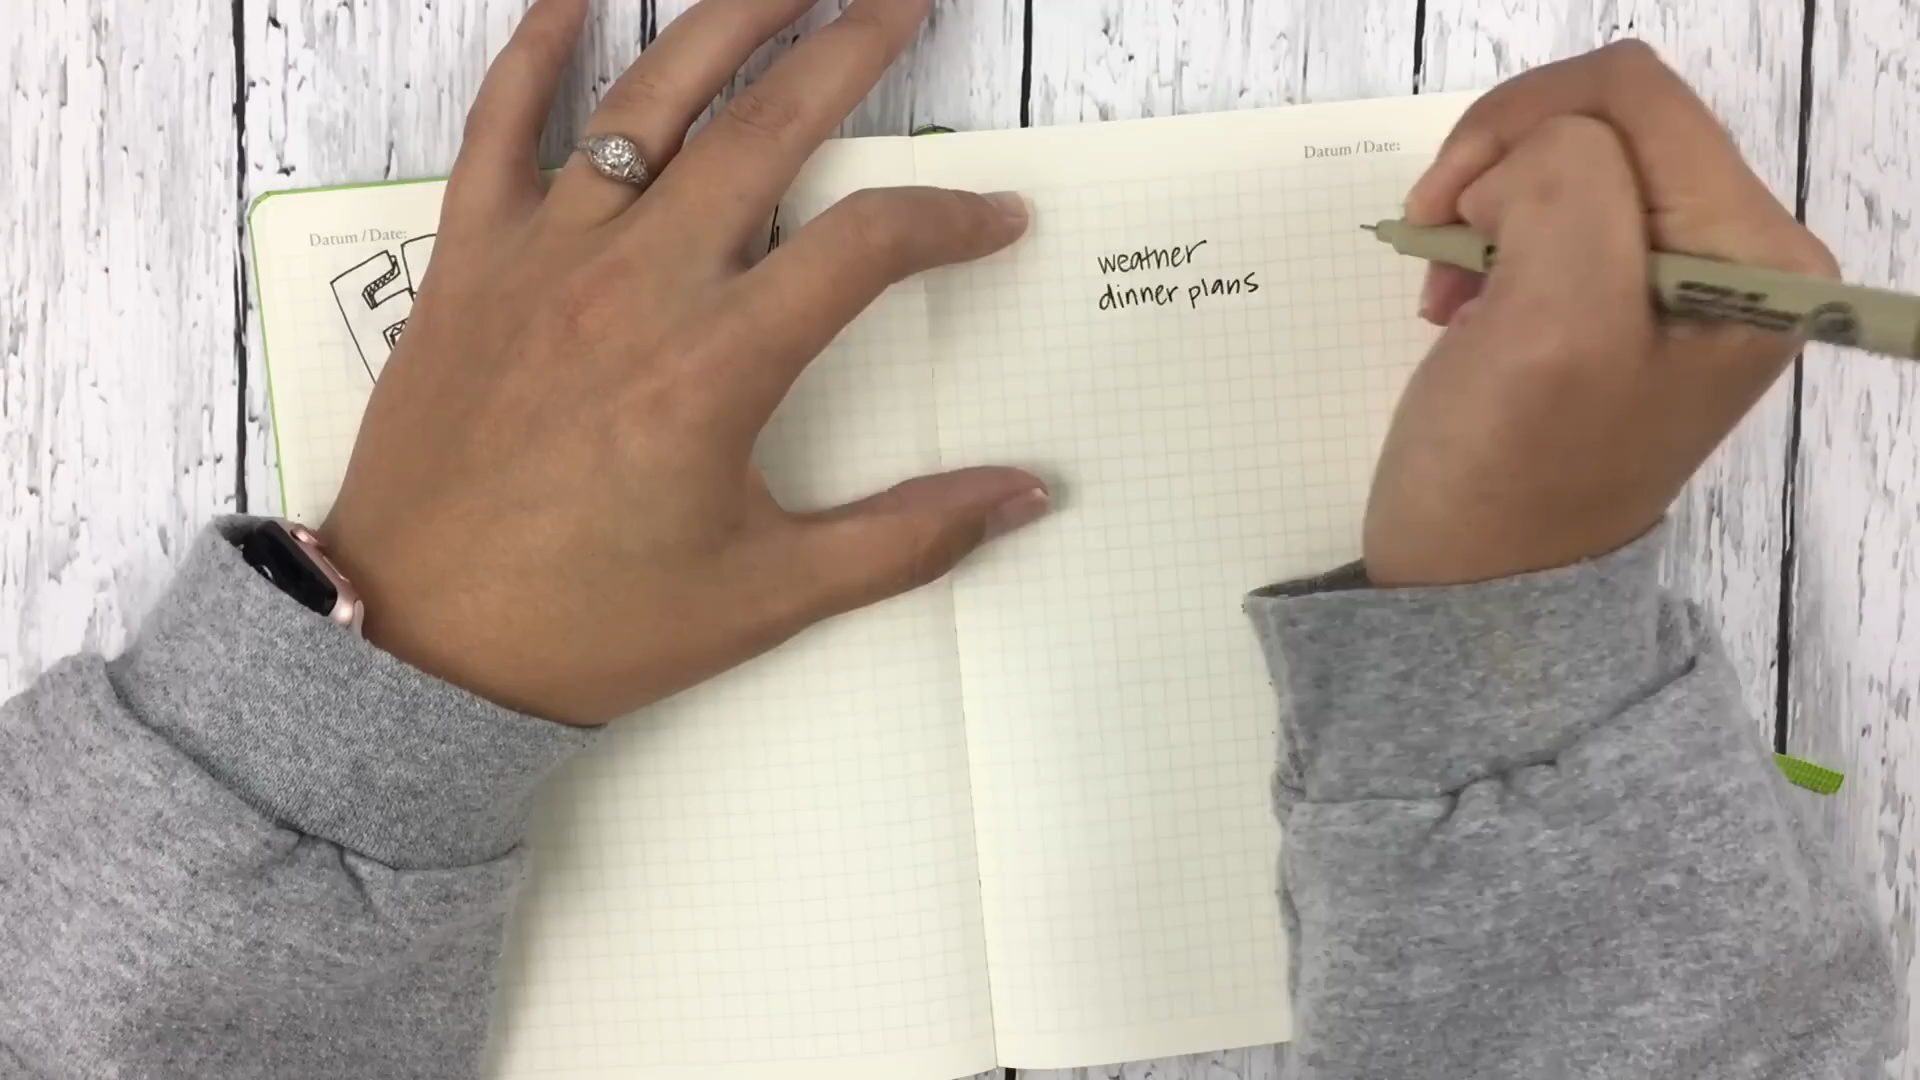 Datum / Date:
Datum / Date:
weather
dinner plans